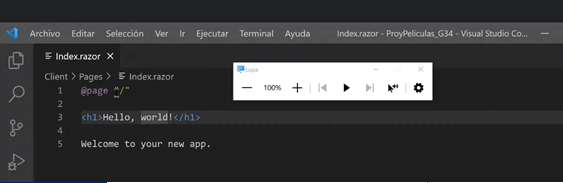 Archivo Editar Selección Ver Ir Ejecutar Terminal Ayuda Index.razor - ProyPeliculas_G34 - Visual Studio Co...
Index.razor
Lupa
Client > Pages > Index.razor
100%
1 @page "/"
2
3 <h1>Hello, world!</h1>
4
5 Welcome to your new app.